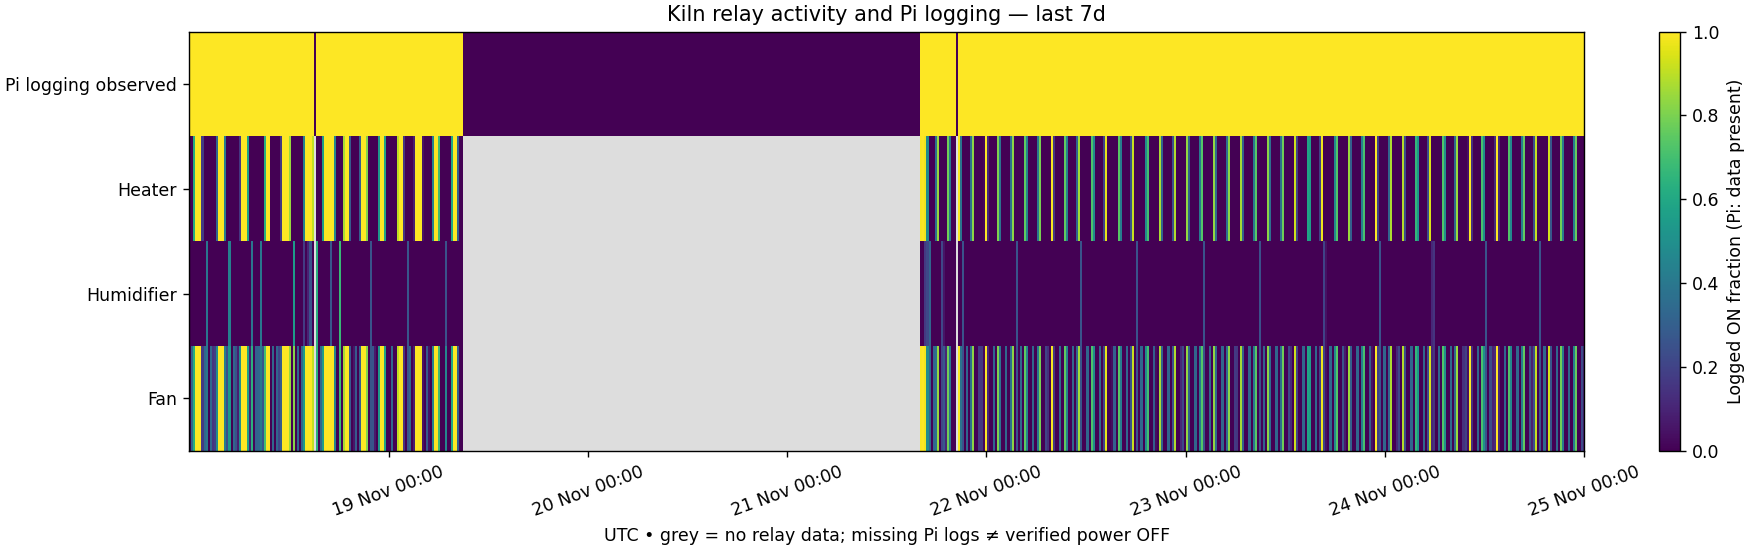 Kiln relay activity and Pi logging — last 7d
Pi logging observed
Heater
Humidifier
Fan
19 Nov 00:00
20 Nov 00:00
21 Nov 00:00
22 Nov 00:00
23 Nov 00:00
24 Nov 00:00
25 Nov 00:00
UTC • grey = no relay data; missing Pi logs ≠ verified power OFF
1.0
0.8
0.6
0.4
0.2
0.0
Logged ON fraction (Pi: data present)